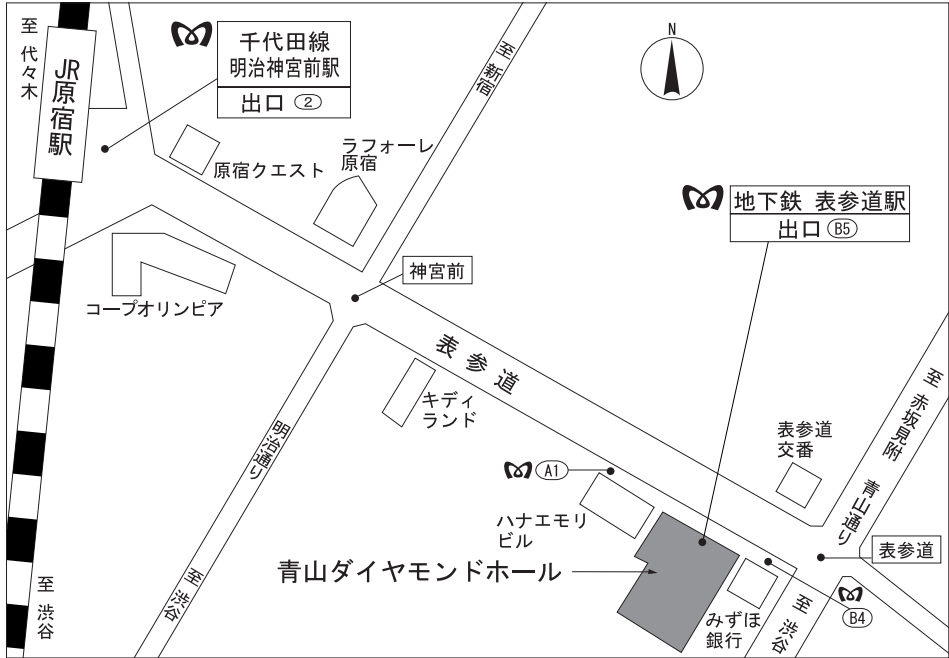 至 代々木
JR原宿駅
千代田線
明治神宮前駅
出口 ②
原宿クエスト
ラフォーレ
原宿
至 新宿
N
地下鉄 表参道駅
出口 B5
コープオリンピア
神宮前
表参道
キディ
ランド
明治通り
至 渋谷
至 渋谷
A1
ハナエモリ
ビル
青山ダイヤモンドホール
表参道
交番
至 赤坂見附
青山通り
表参道
みずほ
銀行
至 渋谷
B4